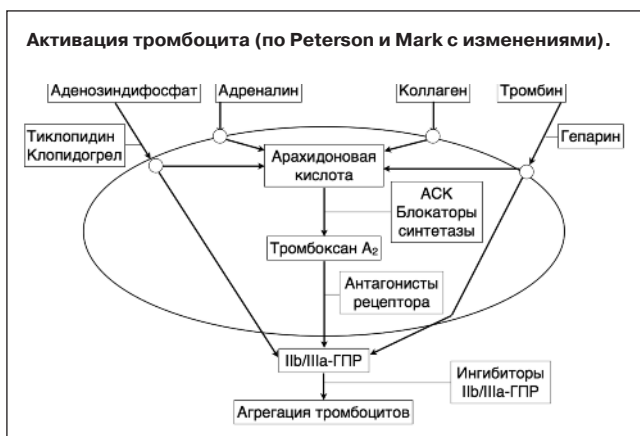 Активация тромбоцита (по Peterson и Mark с изменениями).
Аденозиндифосфат
Адреналин
Коллаген
Тромбин
Тиклопидин
Клопидогрел
Гепарин
Арахидоновая
кислота
АСК
Блокаторы
синтетазы
Тромбоксан A₂
Антагонисты
рецептора
IIb/IIIa-ГПР
Ингибиторы
IIb/IIIa-ГПР
Агрегация тромбоцитов